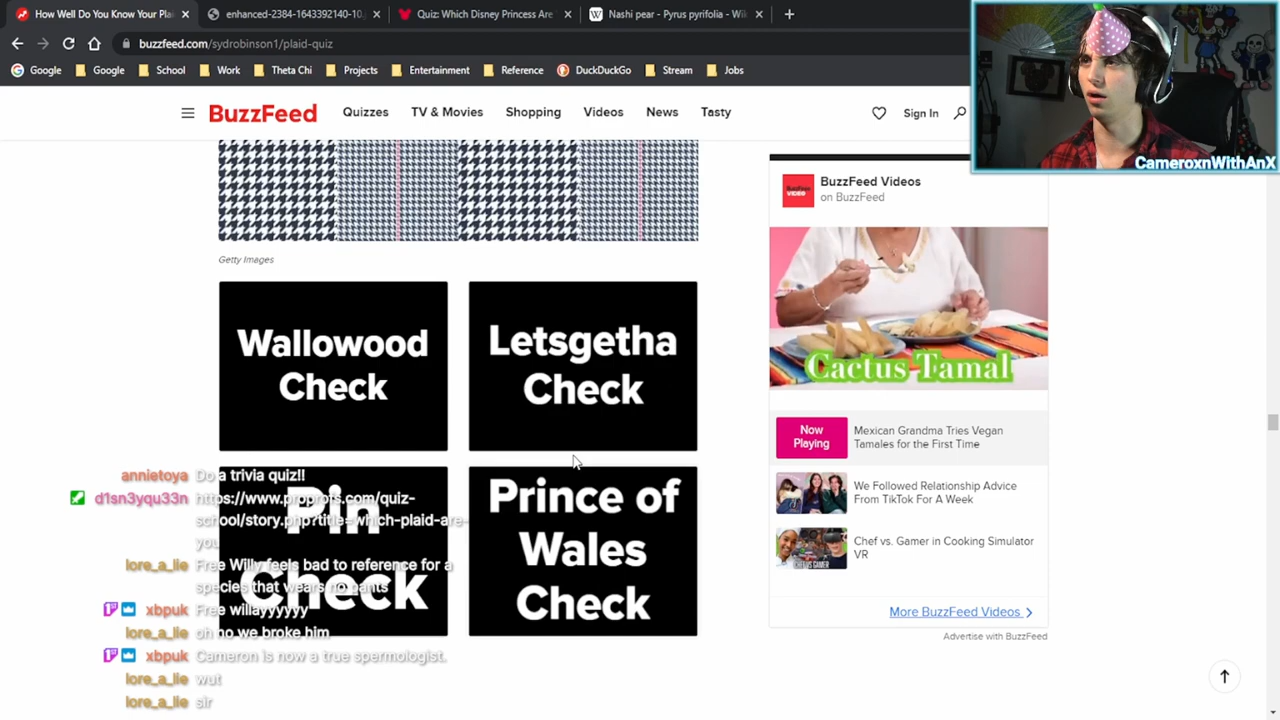 How Well Do You Know Your Plai
enhanced-2384-1643392140-10.
Quiz: Which Disney Princess Are
Nashi pear - Pyrus pyrifolia - Wik
buzzfeed.com/sydrobinson1/plaid-quiz
Google
Google
School
Work
Theta Chi
Projects
Entertainment
Reference
DuckDuckGo
Stream
Jobs
CameroxnWithAnX
BuzzFeed
Quizzes
TV & Movies
Shopping
Videos
News
Tasty
Sign In
Getty Images
Wallowood
Check
Letsgetha
Check
Pin
Check
Prince of
Wales
Check
BuzzFeed Videos
on BuzzFeed
Cactus Tamal
Now
Playing
Mexican Grandma Tries Vegan
Tamales for the First Time
We Followed Relationship Advice
From TikTok For A Week
Chef vs. Gamer in Cooking Simulator
VR
More BuzzFeed Videos
Advertise with BuzzFeed
annietoya Do a trivia quiz!!
d1sn3yqu33n https://www.proprofs.com/quiz-
school/story.php?title=which-plaid-are-
you
lore_a_lie Free Willy feels bad to reference for a
species that wears no pants
xbpuk Free willayyyyyy
lore_a_lie oh no we broke him
xbpuk Cameron is now a true spermologist.
lore_a_lie wut
lore_a_lie sir